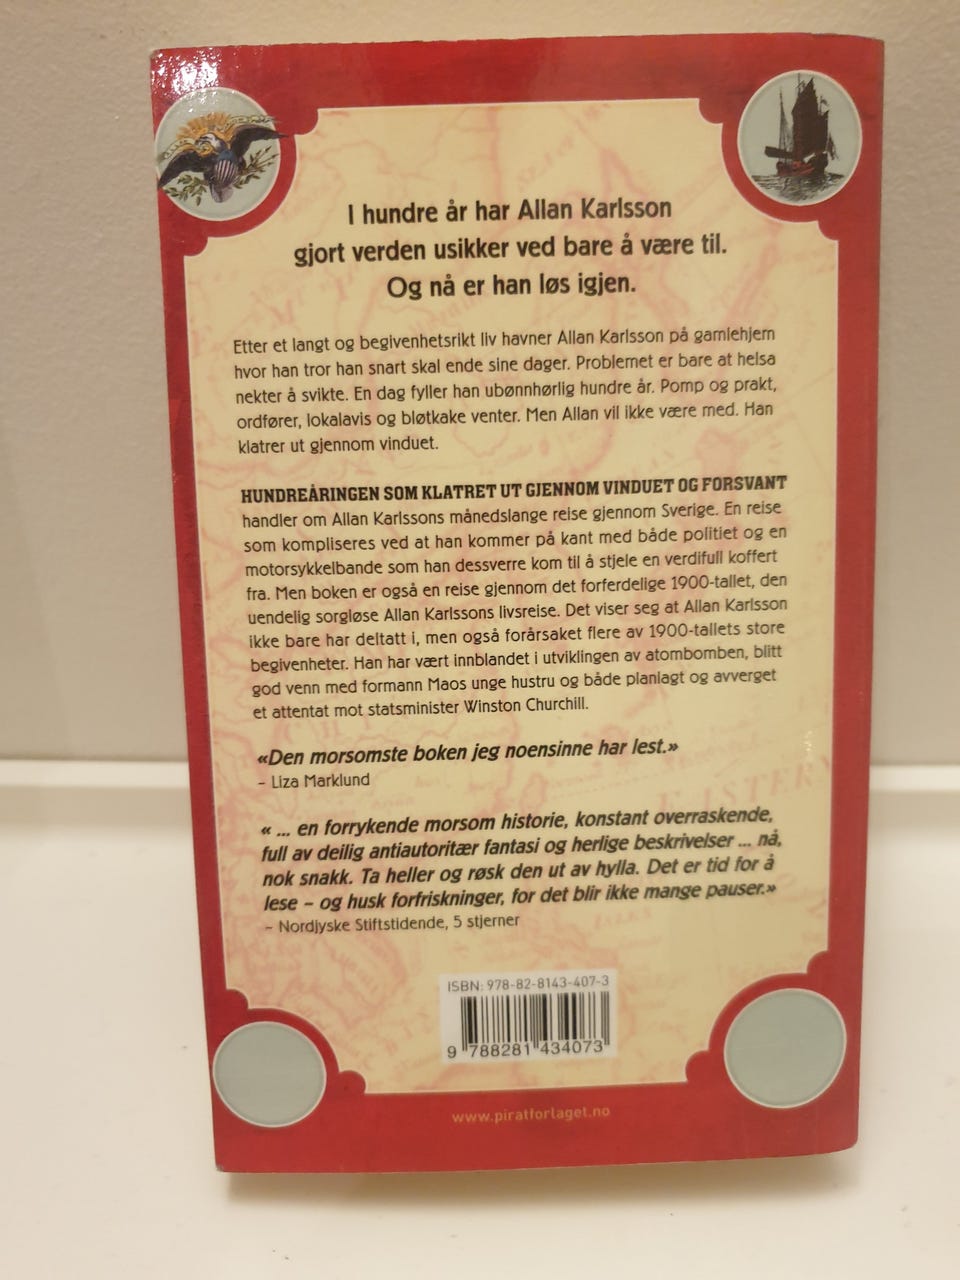 I hundre år har Allan Karlsson
gjort verden usikker ved bare å være til.
Og nå er han løs igjen.
Etter et langt og begivenhetsrikt liv havner Allan Karlsson på gamlehjem
hvor han tror han snart skal ende sine dager. Problemet er bare at helsa
nekter å svikte. En dag fyller han ubønnhørlig hundre år. Pomp og prakt,
ordfører, lokalavis og bløtkake venter. Men Allan vil ikke være med. Han
klatrer ut gjennom vinduet.
HUNDREÅRINGEN SOM KLATRET UT GJENNOM VINDUET OG FORSVANT
handler om Allan Karlssons månedslange reise gjennom Sverige. En reise
som kompliseres ved at han kommer på kant med både politiet og en
motorsykkelbande som han dessverre kom til å stjele en verdifull koffert
fra. Men boken er også en reise gjennom det forferdelige 1900-tallet, den
uendelig sorgløse Allan Karlssons livsreise. Det viser seg at Allan Karlsson
ikke bare har deltatt i, men også forårsaket flere av 1900-tallets store
begivenheter. Han har vært innblandet i utviklingen av atombomben, blitt
god venn med formann Maos unge hustru og både planlagt og avverget
et attentat mot statsminister Winston Churchill.
«Den morsomste boken jeg noensinne har lest.»
– Liza Marklund
« ... en forrykende morsom historie, konstant overraskende,
full av deilig antiautoritær fantasi og herlige beskrivelser ... nå,
nok snakk. Ta heller og røsk den ut av hylla. Det er tid for å
lese – og husk forfriskninger, for det blir ikke mange pauser.»
– Nordjyske Stiftstidende, 5 stjerner
ISBN: 978-82-8143-407-3
9 788281 434073
www.piratforlaget.no